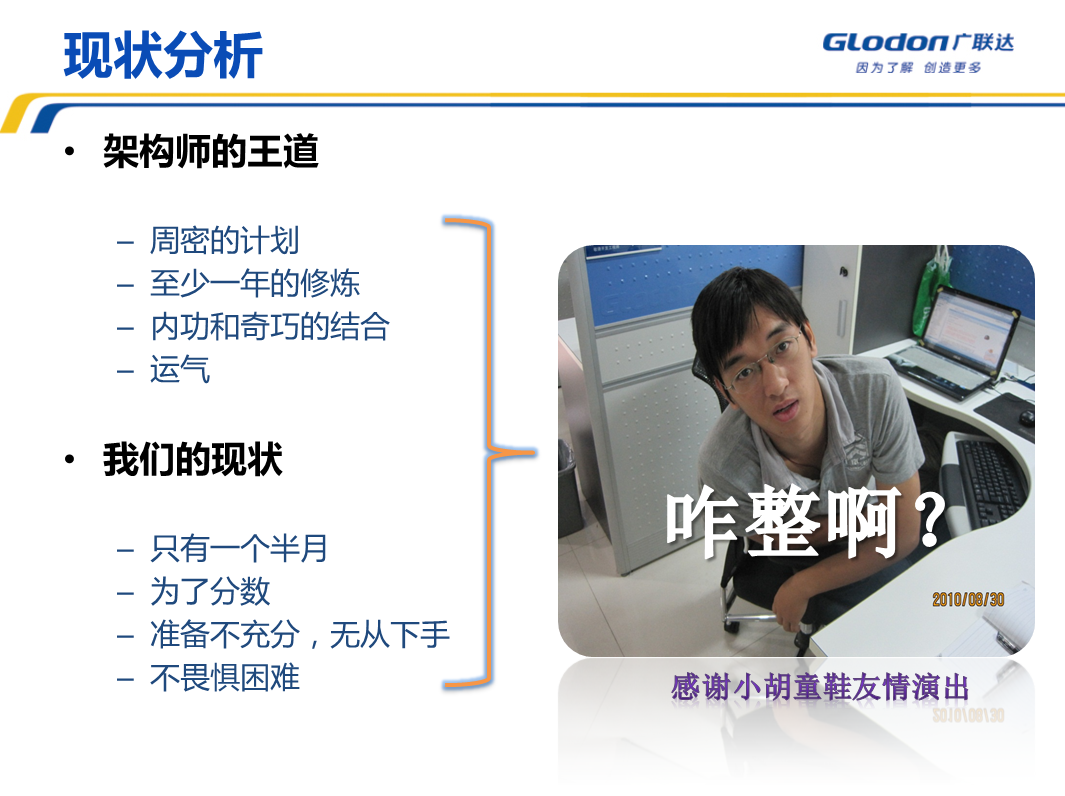 现状分析
GLodon广联达
因为了解 创造更多
• 架构师的王道
– 周密的计划
– 至少一年的修炼
– 内功和奇巧的结合
– 运气
• 我们的现状
– 只有一个半月
– 为了分数
– 准备不充分，无从下手
– 不畏惧困难
咋整啊？
2010/08/30
感谢小胡童鞋友情演出